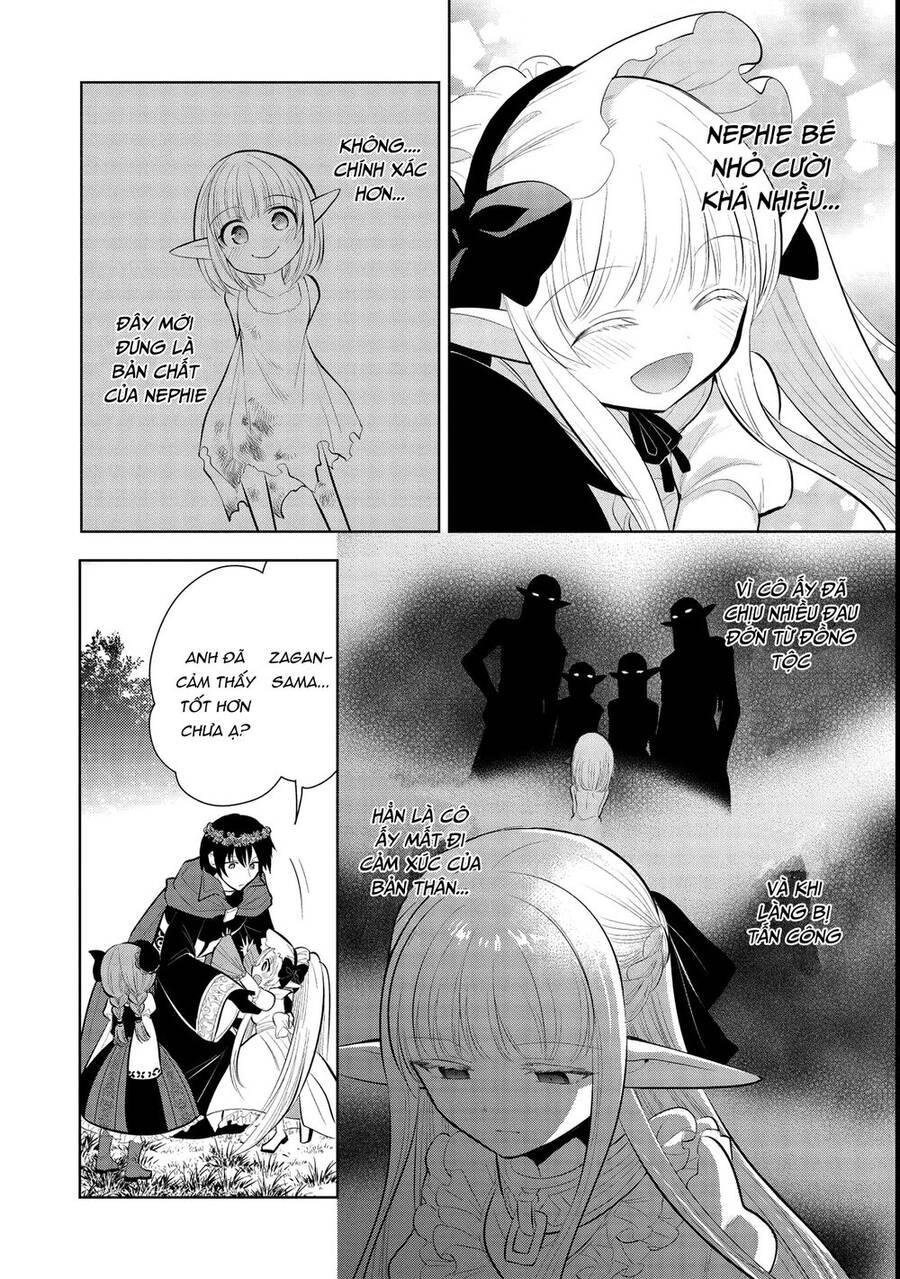 NEPHIE BÉ
NHỎ CƯỜI
KHÁ NHIỀU...
KHÔNG....
CHÍNH XÁC
HƠN...
ĐÂY MỚI
ĐÚNG LÀ
BẢN CHẤT
CỦA NEPHIE
VÌ CÔ ẤY ĐÃ
CHỊU NHIỀU ĐAU
ĐÓN TỪ ĐỒNG
TỘC
VÀ KHI
LÀNG BỊ
TẤN CÔNG
HẲN LÀ CÔ
ẤY MẤT ĐI
CẢM XÚC CỦA
BẢN THÂN...
ZAGAN-
SAMA...
ANH ĐÃ
CẢM THẤY
TỐT HƠN
CHƯA Ạ?